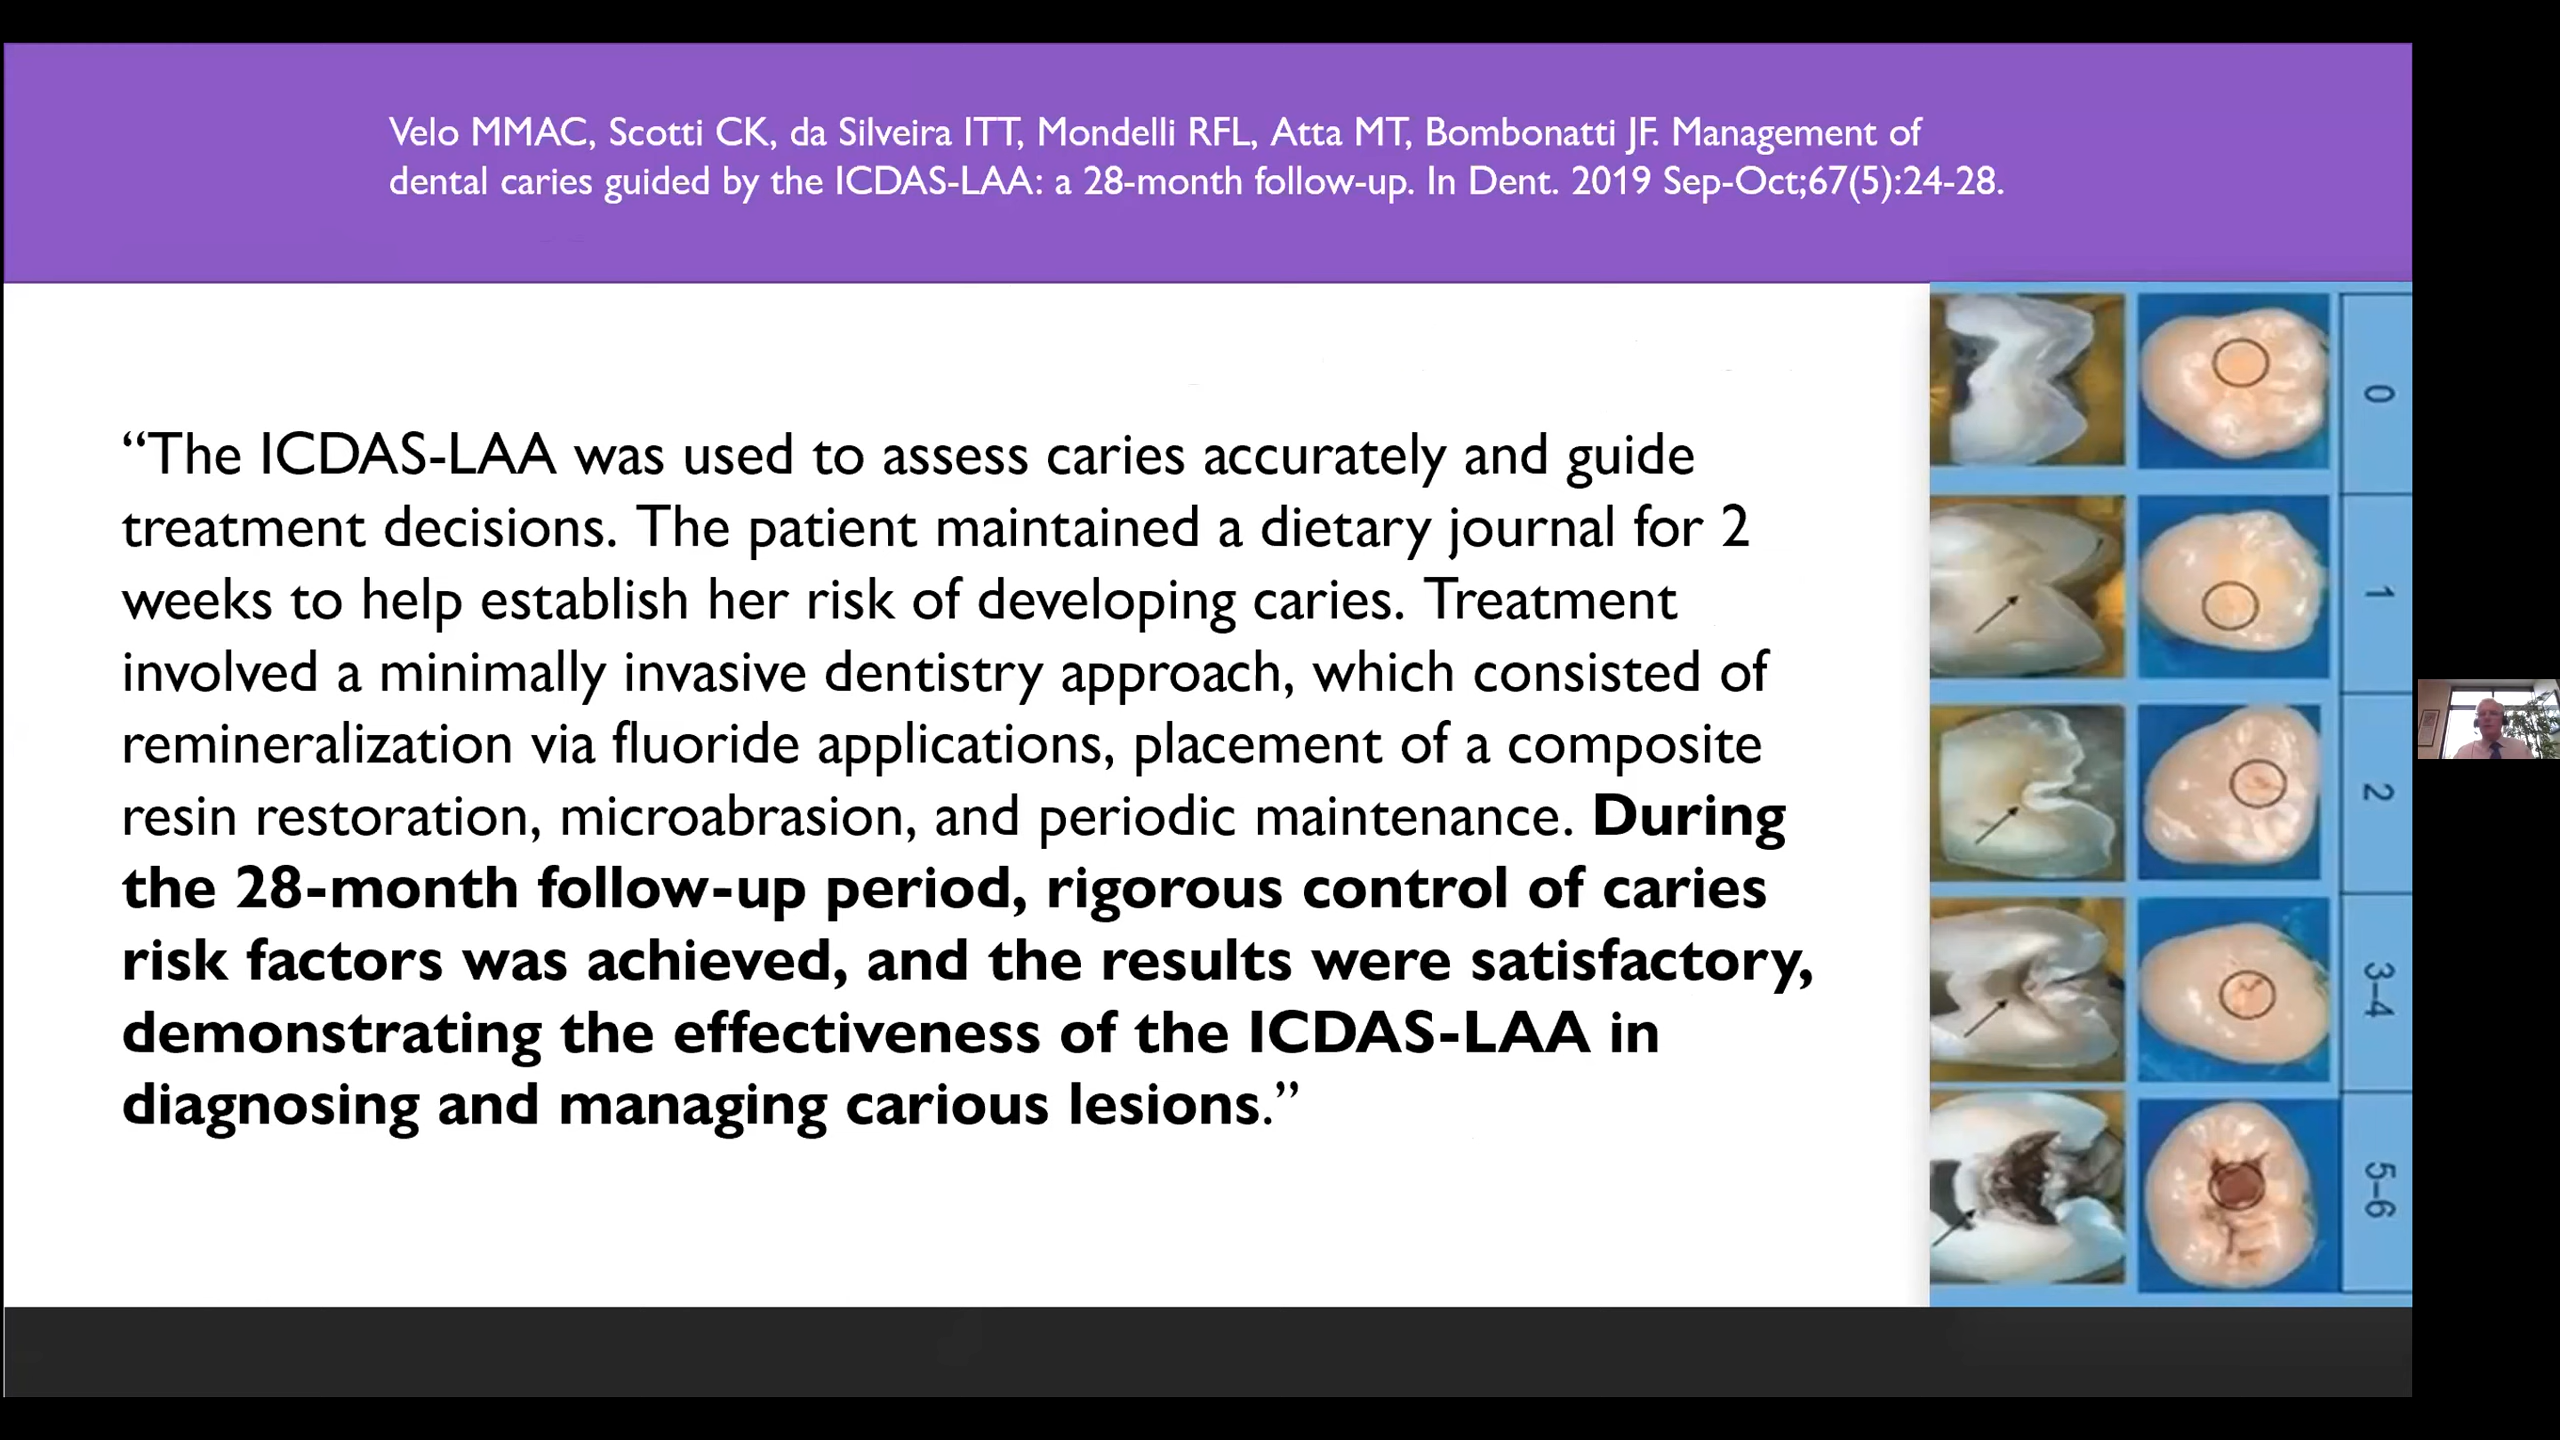 Velo MMAC, Scotti CK, da Silveira ITT, Mondelli RFL, Atta MT, Bombonatti JF. Management of
dental caries guided by the ICDAS-LAA: a 28-month follow-up. In Dent. 2019 Sep-Oct;67(5):24-28.
“The ICDAS-LAA was used to assess caries accurately and guide
treatment decisions. The patient maintained a dietary journal for 2
weeks to help establish her risk of developing caries. Treatment
involved a minimally invasive dentistry approach, which consisted of
remineralization via fluoride applications, placement of a composite
resin restoration, microabrasion, and periodic maintenance. During
the 28-month follow-up period, rigorous control of caries
risk factors was achieved, and the results were satisfactory,
demonstrating the effectiveness of the ICDAS-LAA in
diagnosing and managing carious lesions.”
0
1
2
3–4
5–6